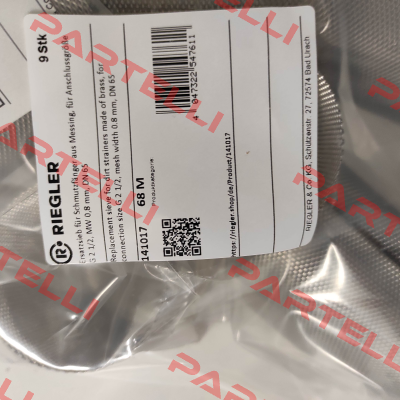 9 Stk
4 047322 547611
RIEGLER
Ersatzsieb für Schmutzfänger aus Messing, für Anschlussgröße
G 2 1/2, MW 0,8 mm, DN 65
Replacement sieve for dirt strainers made of brass, for
connection size G 2 1/2, mesh width 0.8 mm, DN 65
141017
68 M
https://riegler.shop/de/Product/141017
RIEGLER & CO. KG, Schützenstr. 27, 72574 Bad Urach
PARTELLI
PARTELLI
PARTELLI
PARTELLI
PARTELLI